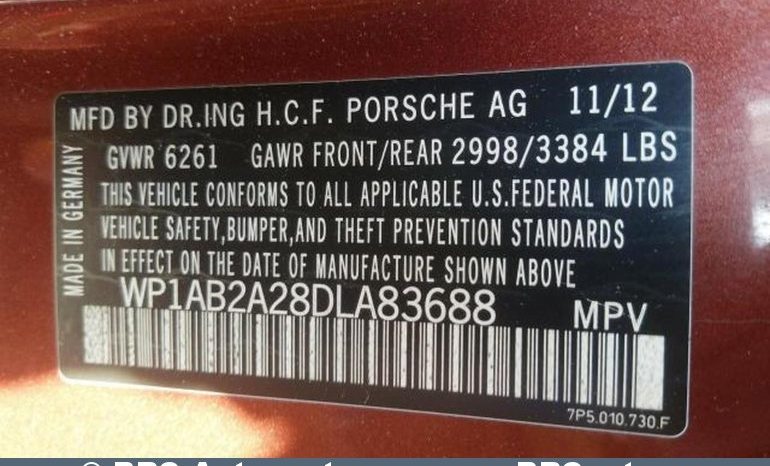 MFD BY DR.ING H.C.F. PORSCHE AG 11/12
GVWR 6261 GAWR FRONT/REAR 2998/3384 LBS
THIS VEHICLE CONFORMS TO ALL APPLICABLE U.S.FEDERAL MOTOR
VEHICLE SAFETY,BUMPER,AND THEFT PREVENTION STANDARDS
IN EFFECT ON THE DATE OF MANUFACTURE SHOWN ABOVE
MADE IN GERMANY
WP1AB2A28DLA83688 MPV
7P5.010.730.F